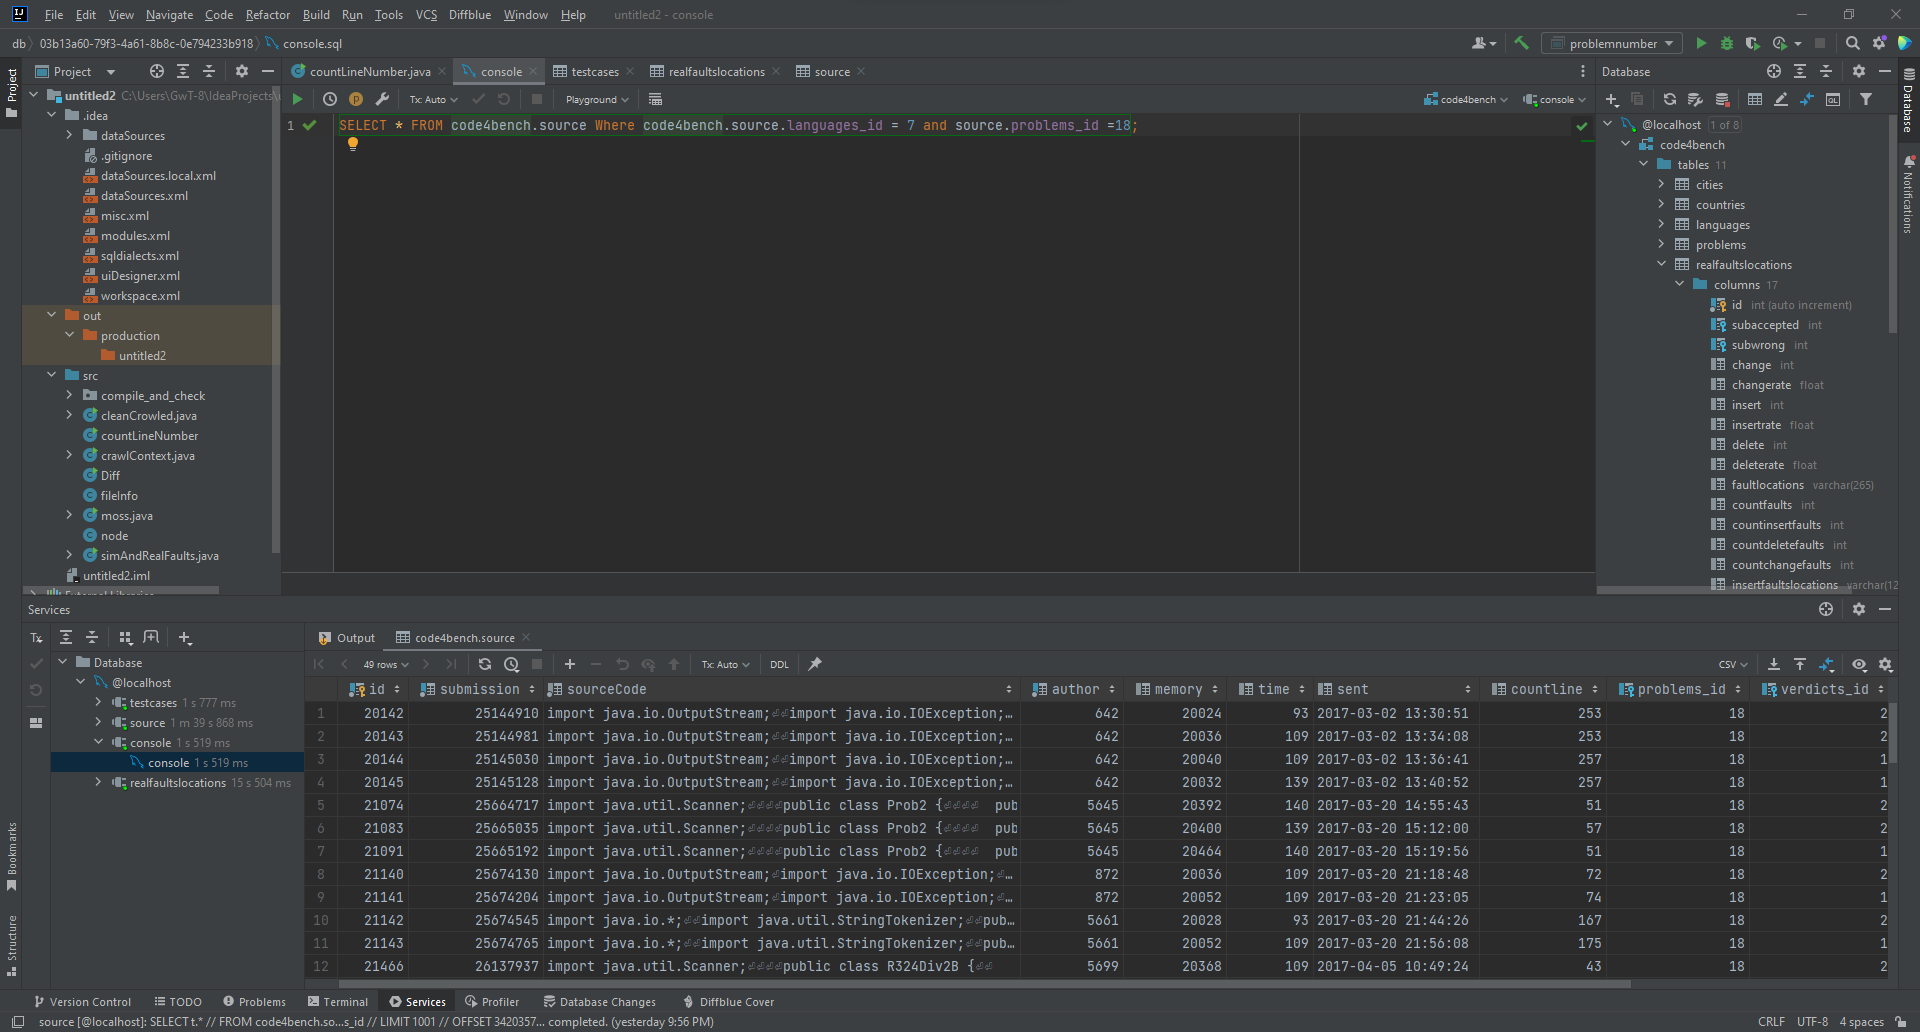 File Edit View Navigate Code Refactor Build Run Tools VCS Diffblue Window Help untitled2 - console
db 03b13a60-79f3-4a61-8b8c-0e794233b918 console.sql problemnumber
Project countLineNumber.java console testcases realfaultslocations source Database
untitled2 C:\Users\GwT-8\IdeaProjects\
Tx: Auto Playground code4bench console
1 SELECT * FROM code4bench.source Where code4bench.source.languages_id = 7 and source.problems_id =18;
.idea
dataSources
.gitignore
dataSources.local.xml
dataSources.xml
misc.xml
modules.xml
sqldialects.xml
uiDesigner.xml
workspace.xml
out
production
untitled2
src
compile_and_check
cleanCrowled.java
countLineNumber
crawlContext.java
Diff
fileInfo
moss.java
node
simAndRealFaults.java
untitled2.iml
External Libraries
@localhost 1 of 8
code4bench
tables 11
cities
countries
languages
problems
realfaultslocations
columns 17
id int (auto increment)
subaccepted int
subwrong int
change int
changerate float
insert int
insertrate float
delete int
deleterate float
faultlocations varchar(265)
countfaults int
countinsertfaults int
countdeletefaults int
countchangefaults int
insertfaultslocations varchar(12
Project
Bookmarks
Structure
Database
Notifications
Services
Tx
Database
@localhost
testcases 1 s 777 ms
source 1 m 39 s 868 ms
console 1 s 519 ms
console 1 s 519 ms
realfaultslocations 15 s 504 ms
Output code4bench.source
49 rows Tx: Auto DDL CSV
id submission sourceCode author memory time sent countline problems_id verdicts_id
1 20142 25144910 import java.io.OutputStream;⏎⏎import java.io.IOException;… 642 20024 93 2017-03-02 13:30:51 253 18 2
2 20143 25144981 import java.io.OutputStream;⏎⏎import java.io.IOException;… 642 20036 109 2017-03-02 13:34:08 253 18 2
3 20144 25145030 import java.io.OutputStream;⏎⏎import java.io.IOException;… 642 20040 109 2017-03-02 13:36:41 257 18 1
4 20145 25145128 import java.io.OutputStream;⏎⏎import java.io.IOException;… 642 20032 139 2017-03-02 13:40:52 257 18 1
5 21074 25664717 import java.util.Scanner;⏎⏎⏎⏎public class Prob2 {⏎⏎⏎⏎ pub 5645 20392 140 2017-03-20 14:55:43 51 18 2
6 21083 25665035 import java.util.Scanner;⏎⏎⏎⏎public class Prob2 {⏎⏎⏎⏎ pub 5645 20400 139 2017-03-20 15:12:00 57 18 2
7 21091 25665192 import java.util.Scanner;⏎⏎⏎⏎public class Prob2 {⏎⏎⏎⏎ pub 5645 20464 140 2017-03-20 15:19:56 51 18 1
8 21140 25674130 import java.io.OutputStream;⏎import java.io.IOException;⏎… 872 20036 109 2017-03-20 21:18:48 72 18 2
9 21141 25674204 import java.io.OutputStream;⏎import java.io.IOException;⏎… 872 20052 109 2017-03-20 21:23:05 74 18 1
10 21142 25674545 import java.io.*;⏎⏎import java.util.StringTokenizer;⏎⏎pub… 5661 20028 93 2017-03-20 21:44:26 167 18 2
11 21143 25674765 import java.io.*;⏎⏎import java.util.StringTokenizer;⏎⏎pub… 5661 20052 109 2017-03-20 21:56:08 175 18 1
12 21466 26137937 import java.util.Scanner;⏎⏎⏎⏎public class R324Div2B {⏎⏎ 5699 20368 109 2017-04-05 10:49:24 43 18 2
Version Control TODO Problems Terminal Services Profiler Database Changes Diffblue Cover
source [@localhost]: SELECT t.* // FROM code4bench.so...s_id // LIMIT 1001 // OFFSET 3420357... completed. (yesterday 9:56 PM) CRLF UTF-8 4 spaces